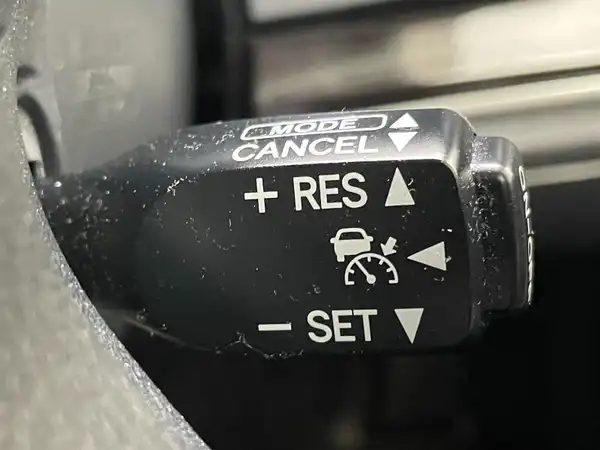 MODE
CANCEL
+ RES
- SET